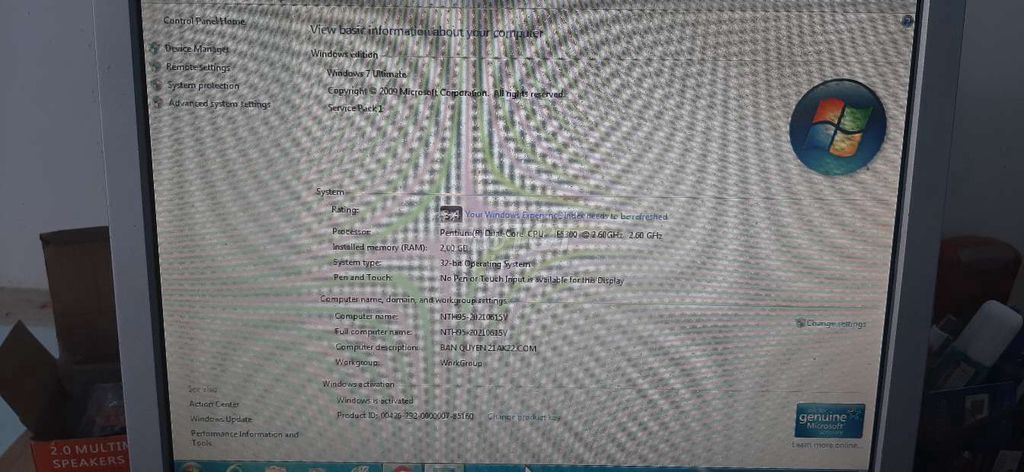 Control Panel Home
Device Manager
Remote settings
System protection
Advanced system settings
View basic information about your computer
Windows edition
Windows 7 Ultimate
Copyright © 2009 Microsoft Corporation. All rights reserved.
Service Pack 1
System
Rating: Your Windows Experience Index needs to be refreshed
Processor: Pentium(R) Dual-Core CPU E5300 @ 2.60GHz 2.60 GHz
Installed memory (RAM): 2,00 GB
System type: 32-bit Operating System
Pen and Touch: No Pen or Touch Input is available for this Display
Computer name, domain, and workgroup settings
Computer name: NTH95-20210615V
Change settings
Full computer name: NTH95-20210615V
Computer description: BAN QUYEN 21AK22.COM
Workgroup: WorkGroup
Windows activation
Windows is activated
Product ID: 00426-292-0000007-85160 Change product key
See also
Action Center
Windows Update
Performance Information and
Tools
genuine
Microsoft
Learn more online...
2.0 MULTIM
SPEAKERS